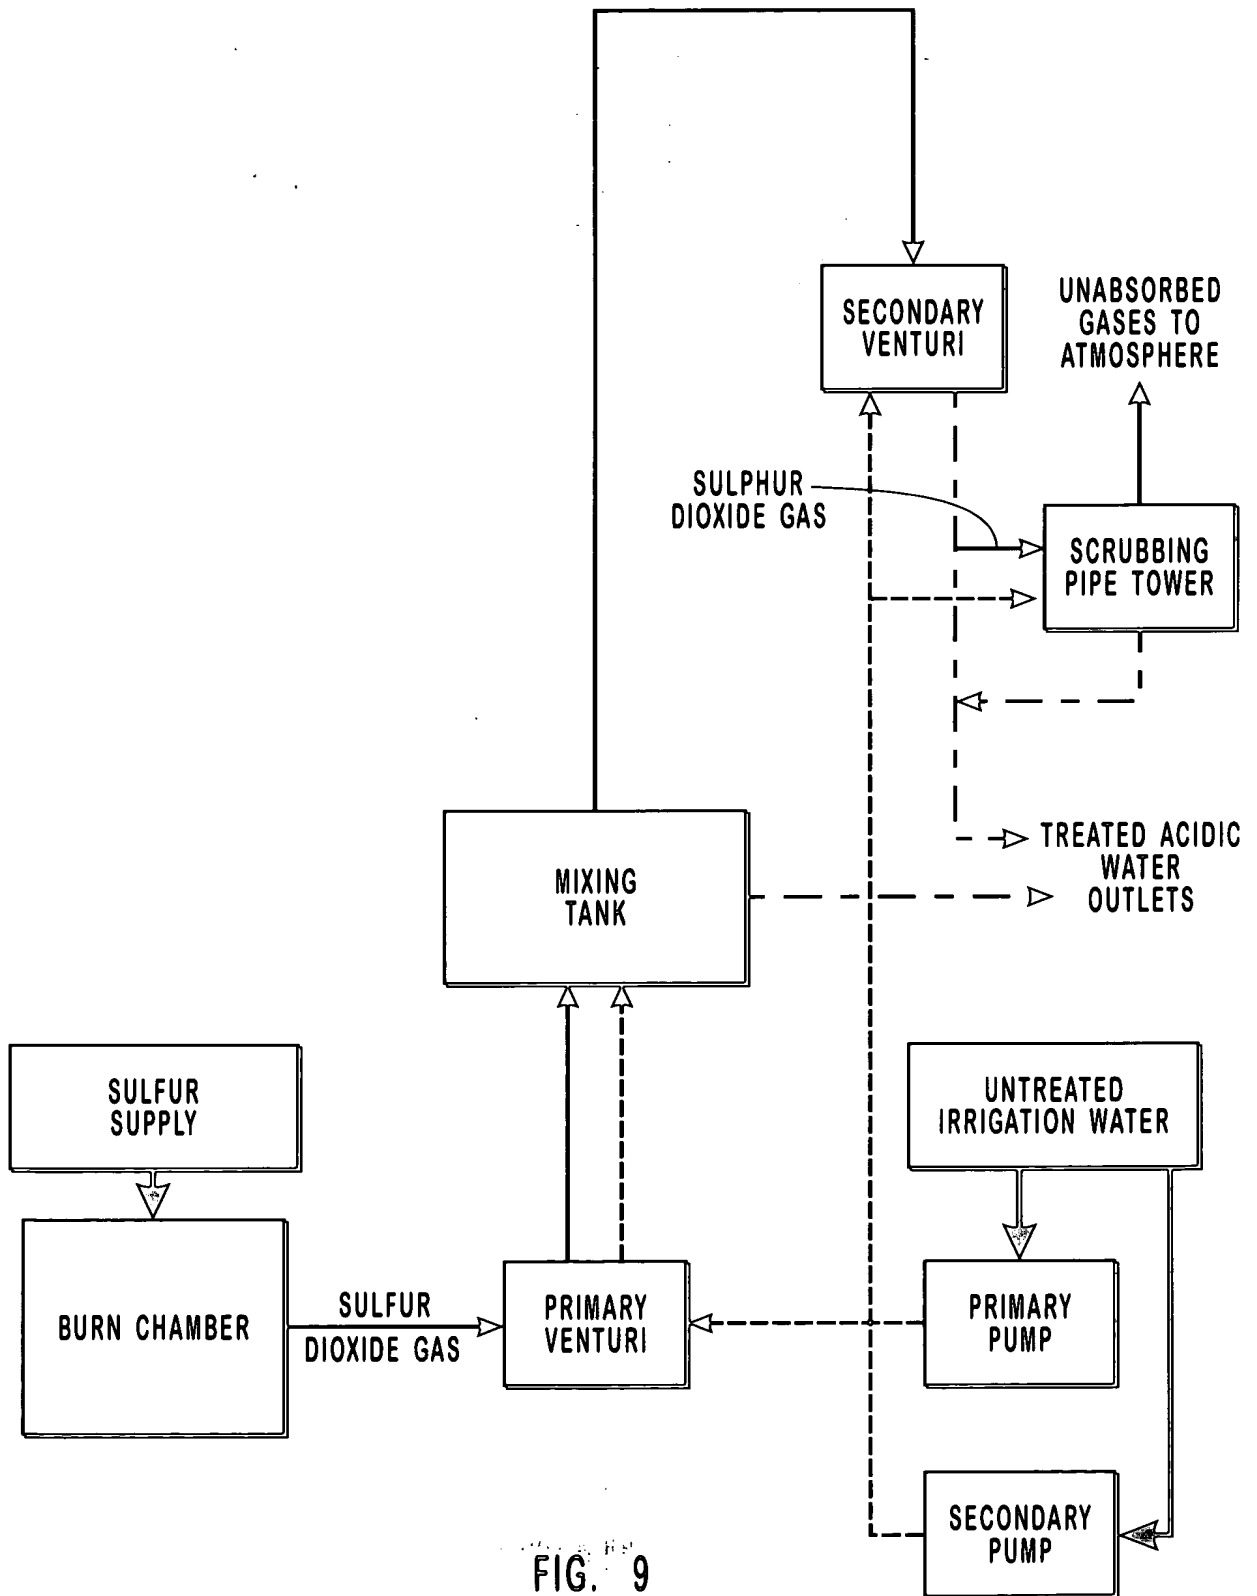 SECONDARY
VENTURI
UNABSORBED
GASES TO
ATMOSPHERE
SULPHUR
DIOXIDE GAS
SCRUBBING
PIPE TOWER
MIXING
TANK
TREATED ACIDIC
WATER
OUTLETS
SULFUR
SUPPLY
UNTREATED
IRRIGATION WATER
BURN CHAMBER
SULFUR
DIOXIDE GAS
PRIMARY
VENTURI
PRIMARY
PUMP
SECONDARY
PUMP
FIG. 9